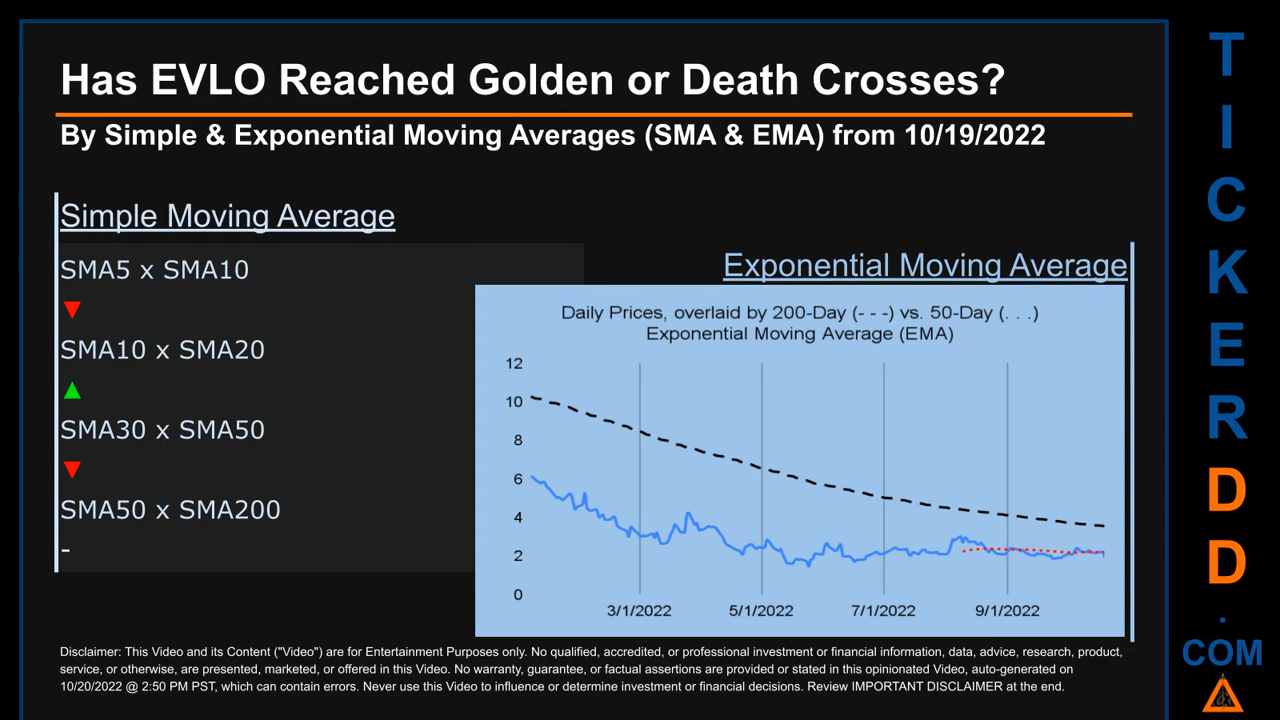 Has EVLO Reached Golden or Death Crosses?
By Simple & Exponential Moving Averages (SMA & EMA) from 10/19/2022
Simple Moving Average
SMA5 x SMA10
▼
SMA10 x SMA20
▲
SMA30 x SMA50
▼
SMA50 x SMA200
-
Exponential Moving Average
Daily Prices, overlaid by 200-Day (- - -) vs. 50-Day (. . .)
Exponential Moving Average (EMA)
12
10
8
6
4
2
0
3/1/2022 5/1/2022 7/1/2022 9/1/2022
Disclaimer: This Video and its Content ("Video") are for Entertainment Purposes only. No qualified, accredited, or professional investment or financial information, data, advice, research, product,
service, or otherwise, are presented, marketed, or offered in this Video. No warranty, guarantee, or factual assertions are provided or stated in this opinionated Video, auto-generated on
10/20/2022 @ 2:50 PM PST, which can contain errors. Never use this Video to influence or determine investment or financial decisions. Review IMPORTANT DISCLAIMER at the end.
T
I
C
K
E
R
D
D
.
COM